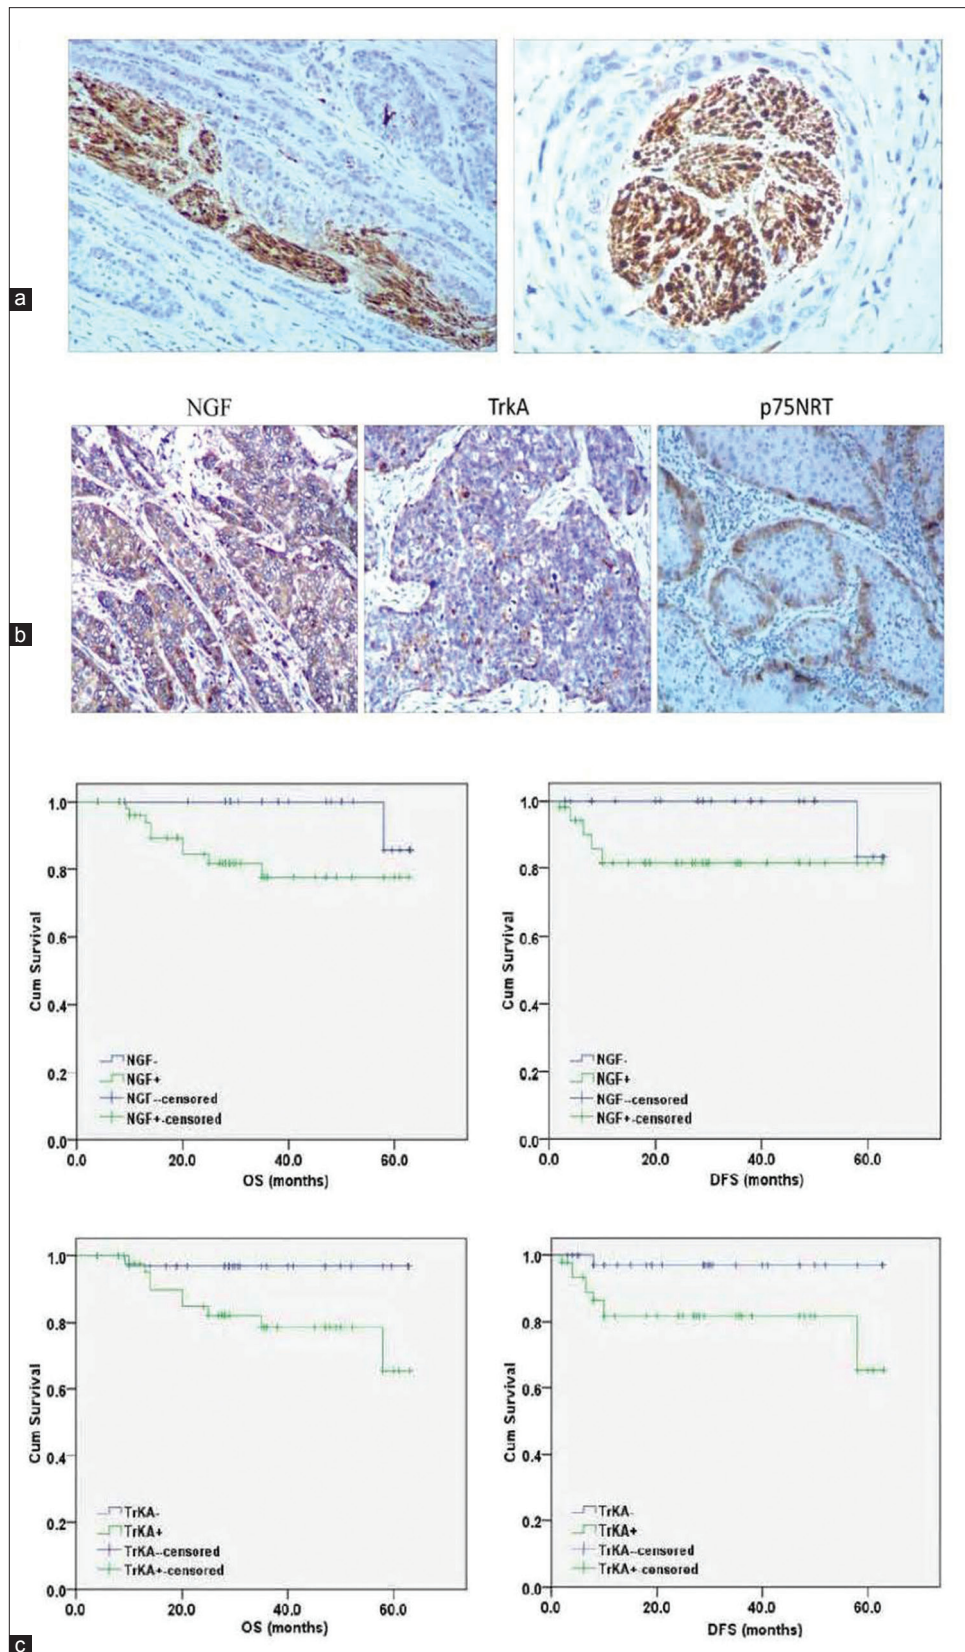 a
NGF TrkA p75NRT
b
1.0
0.8
0.6
0.4
0.2
0.0
Cum Survival
NGF-
NGF+
NGF--censored
NGF+-censored
0.0 20.0 40.0 60.0
OS (months)
1.0
0.8
0.6
0.4
0.2
0.0
Cum Survival
NGF-
NGF+
NGF--censored
NGF+-censored
0.0 20.0 40.0 60.0
DFS (months)
1.0
0.8
0.6
0.4
0.2
0.0
Cum Survival
TrKA-
TrKA+
TrKA--censored
TrKA+-censored
0.0 20.0 40.0 60.0
OS (months)
1.0
0.8
0.6
0.4
0.2
0.0
Cum Survival
TrKA-
TrKA+
TrKA--censored
TrKA+-censored
0.0 20.0 40.0 60.0
DFS (months)
c